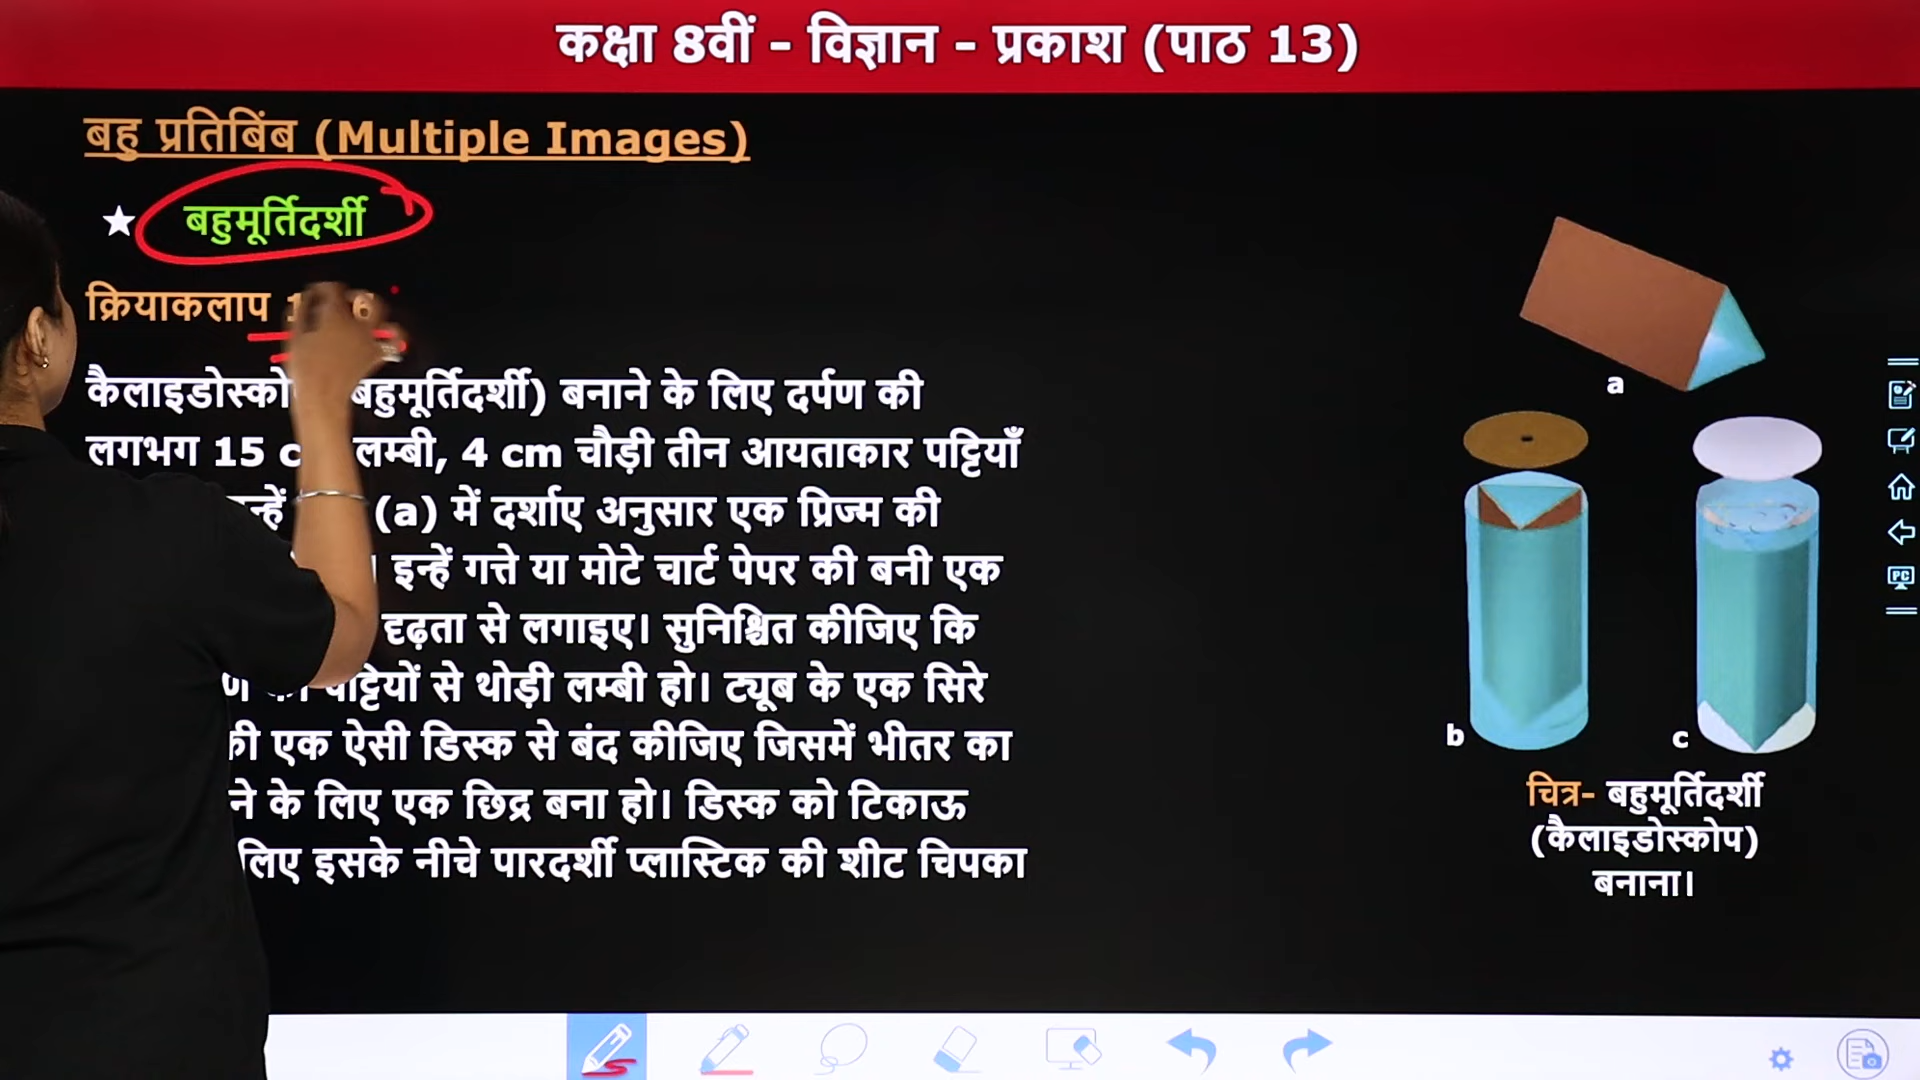 कक्षा 8वीं - विज्ञान - प्रकाश (पाठ 13)
बहु प्रतिबिंब (Multiple Images)
★ बहुमूर्तिदर्शी
क्रियाकलाप
बहुमूर्तिदर्शी) बनाने के लिए दर्पण की
लगभग 15 लम्बी, 4 cm चौड़ी तीन आयताकार पट्टियाँ
(a) में दर्शाए अनुसार एक प्रिज्म की
इन्हें गत्ते या मोटे चार्ट पेपर की बनी एक
दृढ़ता से लगाइए। सुनिश्चित कीजिए कि
पट्टियों से थोड़ी लम्बी हो। ट्यूब के एक सिरे
की एक ऐसी डिस्क से बंद कीजिए जिसमें भीतर का
के लिए एक छिद्र बना हो। डिस्क को टिकाऊ
लिए इसके नीचे पारदर्शी प्लास्टिक की शीट चिपका
a
b
c
चित्र- बहुमूर्तिदर्शी
(कैलाइडोस्कोप)
बनाना।
PC